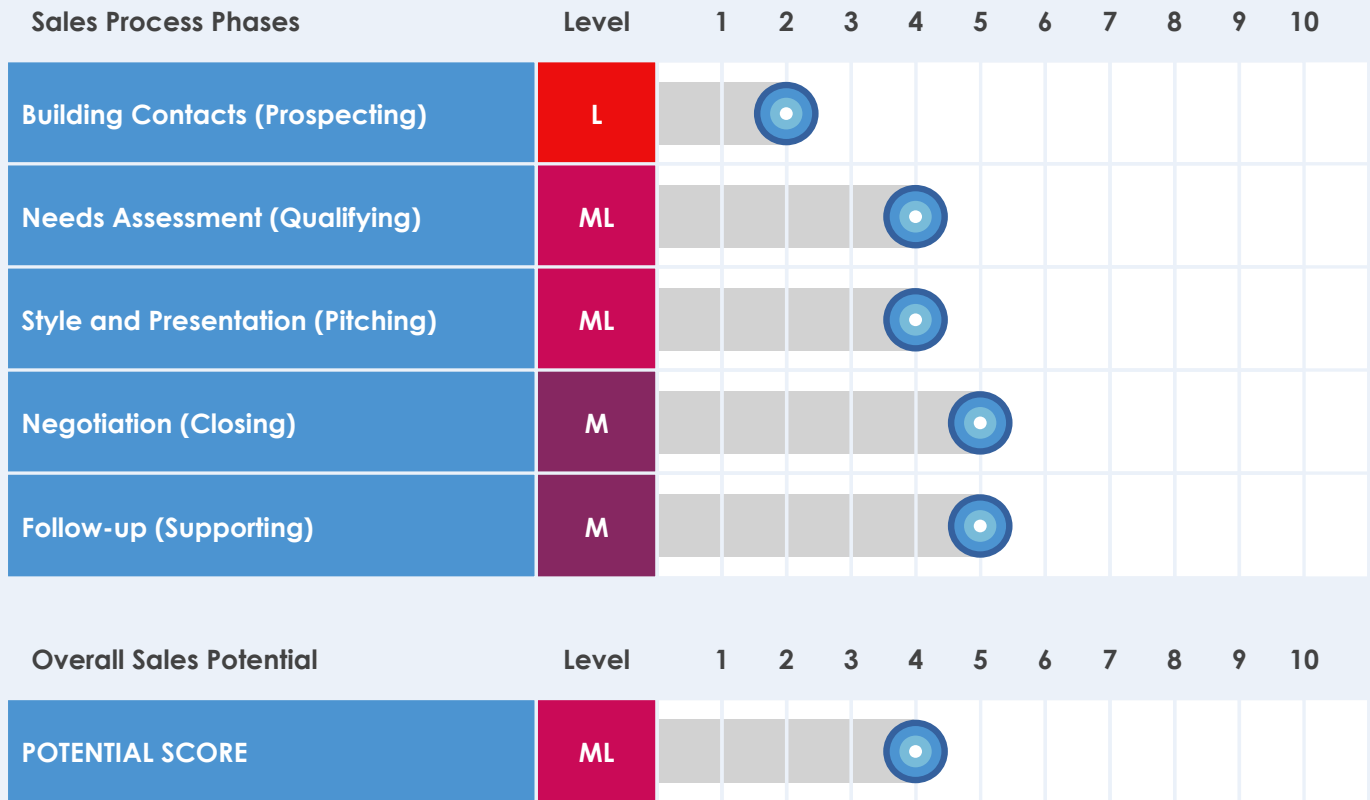 Sales Process Phases Level 1 2 3 4 5 6 7 8 9 10
Building Contacts (Prospecting) L
Needs Assessment (Qualifying) ML
Style and Presentation (Pitching) ML
Negotiation (Closing) M
Follow-up (Supporting) M
Overall Sales Potential Level 1 2 3 4 5 6 7 8 9 10
POTENTIAL SCORE ML